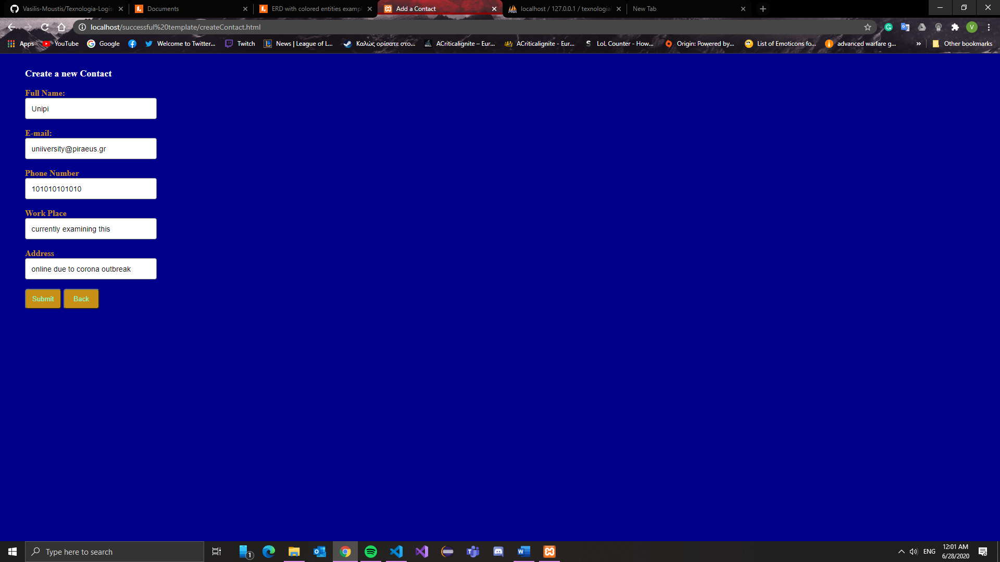 Vasilis-Moustis/Texnologia-Logis
Documents
ERD with colored entities exampl
Add a Contact
localhost / 127.0.0.1 / texnologia
New Tab
localhost/successful%20template/createContact.html
V
Apps
YouTube
Google
Welcome to Twitter...
Twitch
News | League of L...
Καλώς ορίσατε στο...
ACriticalignite – Eur...
ACriticalignite - Eur...
LoL Counter - How...
Origin: Powered by...
List of Emoticons fo...
advanced warfare g...
»
Other bookmarks
Create a new Contact
Full Name:
Unipi
E-mail:
uniiversity@piraeus.gr
Phone Number
101010101010
Work Place
currently examining this
Address
online due to corona outbreak
Submit
Back
Type here to search
1
ENG
12:01 AM
6/28/2020